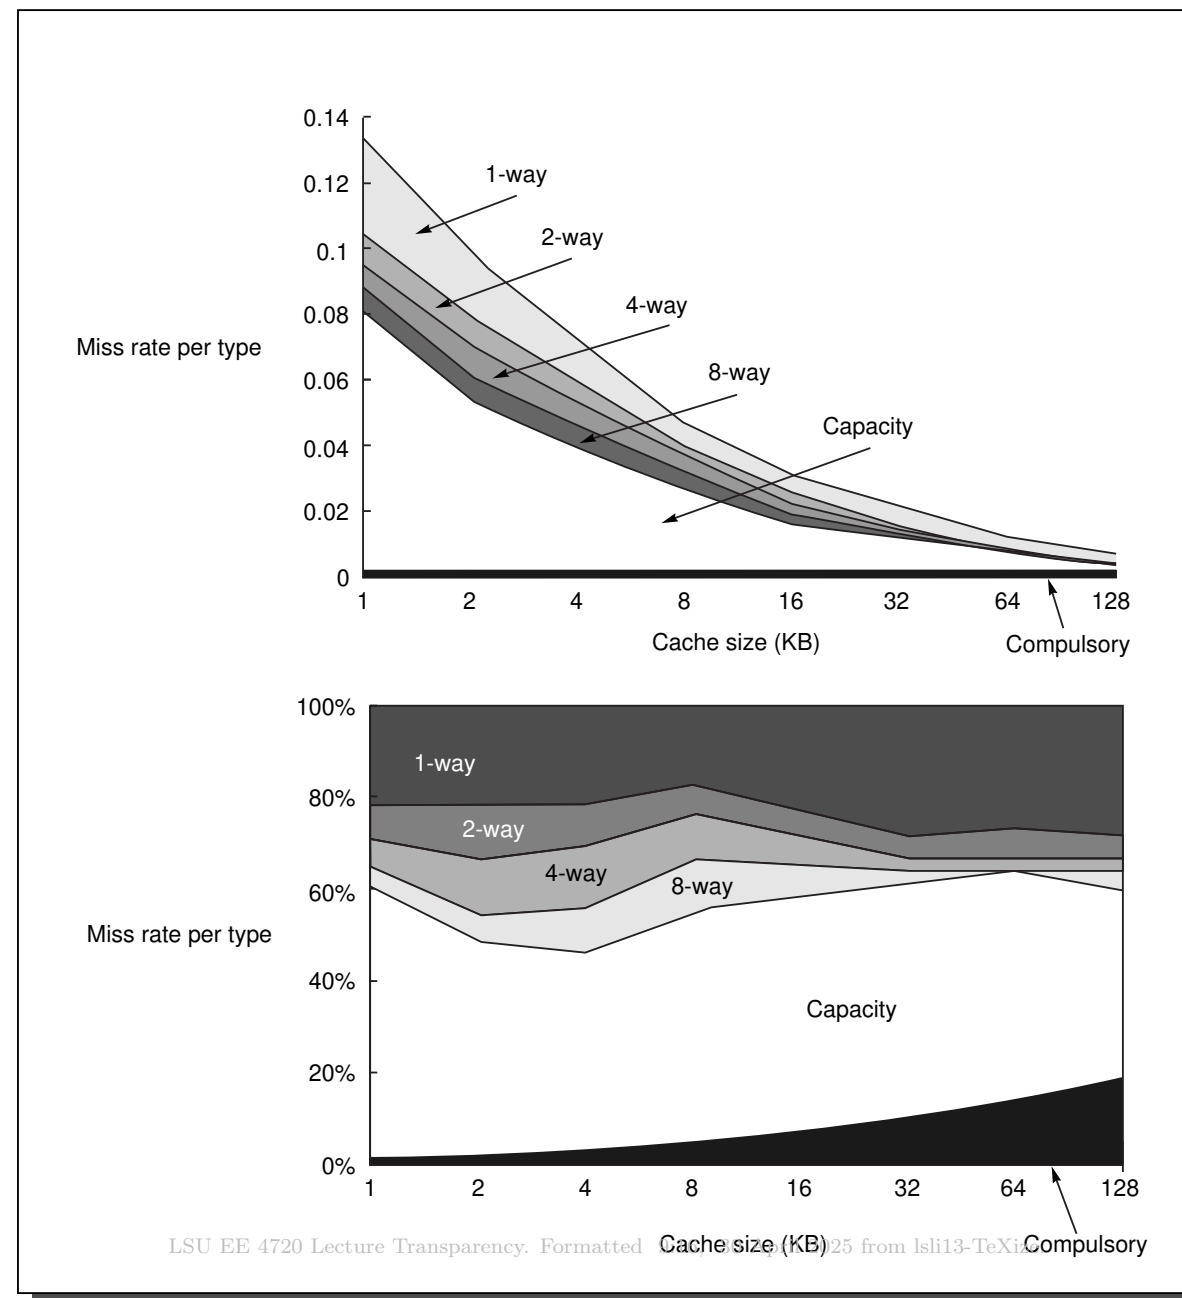 0.14
0.12
0.1
0.08
0.06
0.04
0.02
0
Miss rate per type
1-way
2-way
4-way
8-way
Capacity
1 2 4 8 16 32 64 128
Cache size (KB)
Compulsory
100%
80%
60%
40%
20%
0%
Miss rate per type
1-way
2-way
4-way
8-way
Capacity
1 2 4 8 16 32 64 128
Cache size (KB)
Compulsory
LSU EE 4720 Lecture Transparency. Formatted April 2025 from lsli13-TeXize